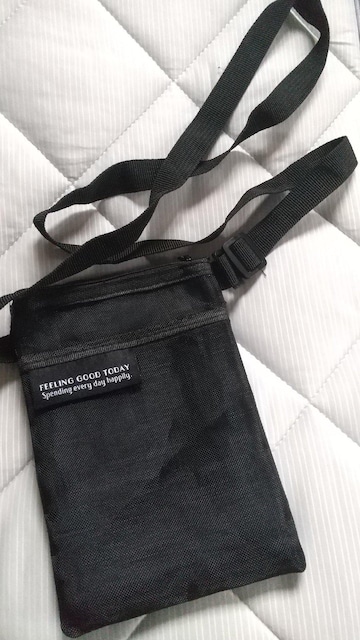 FEELING GOOD TODAY
Spending every day happily.